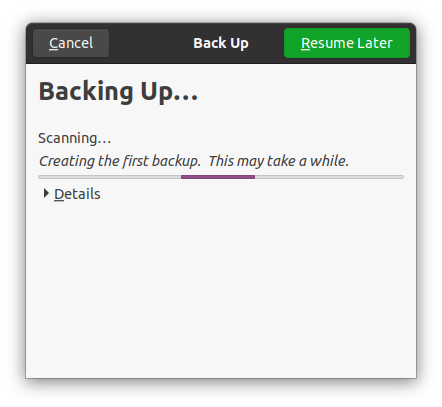 Cancel Back Up Resume Later
Backing Up…
Scanning…
Creating the first backup.  This may take a while.
Details